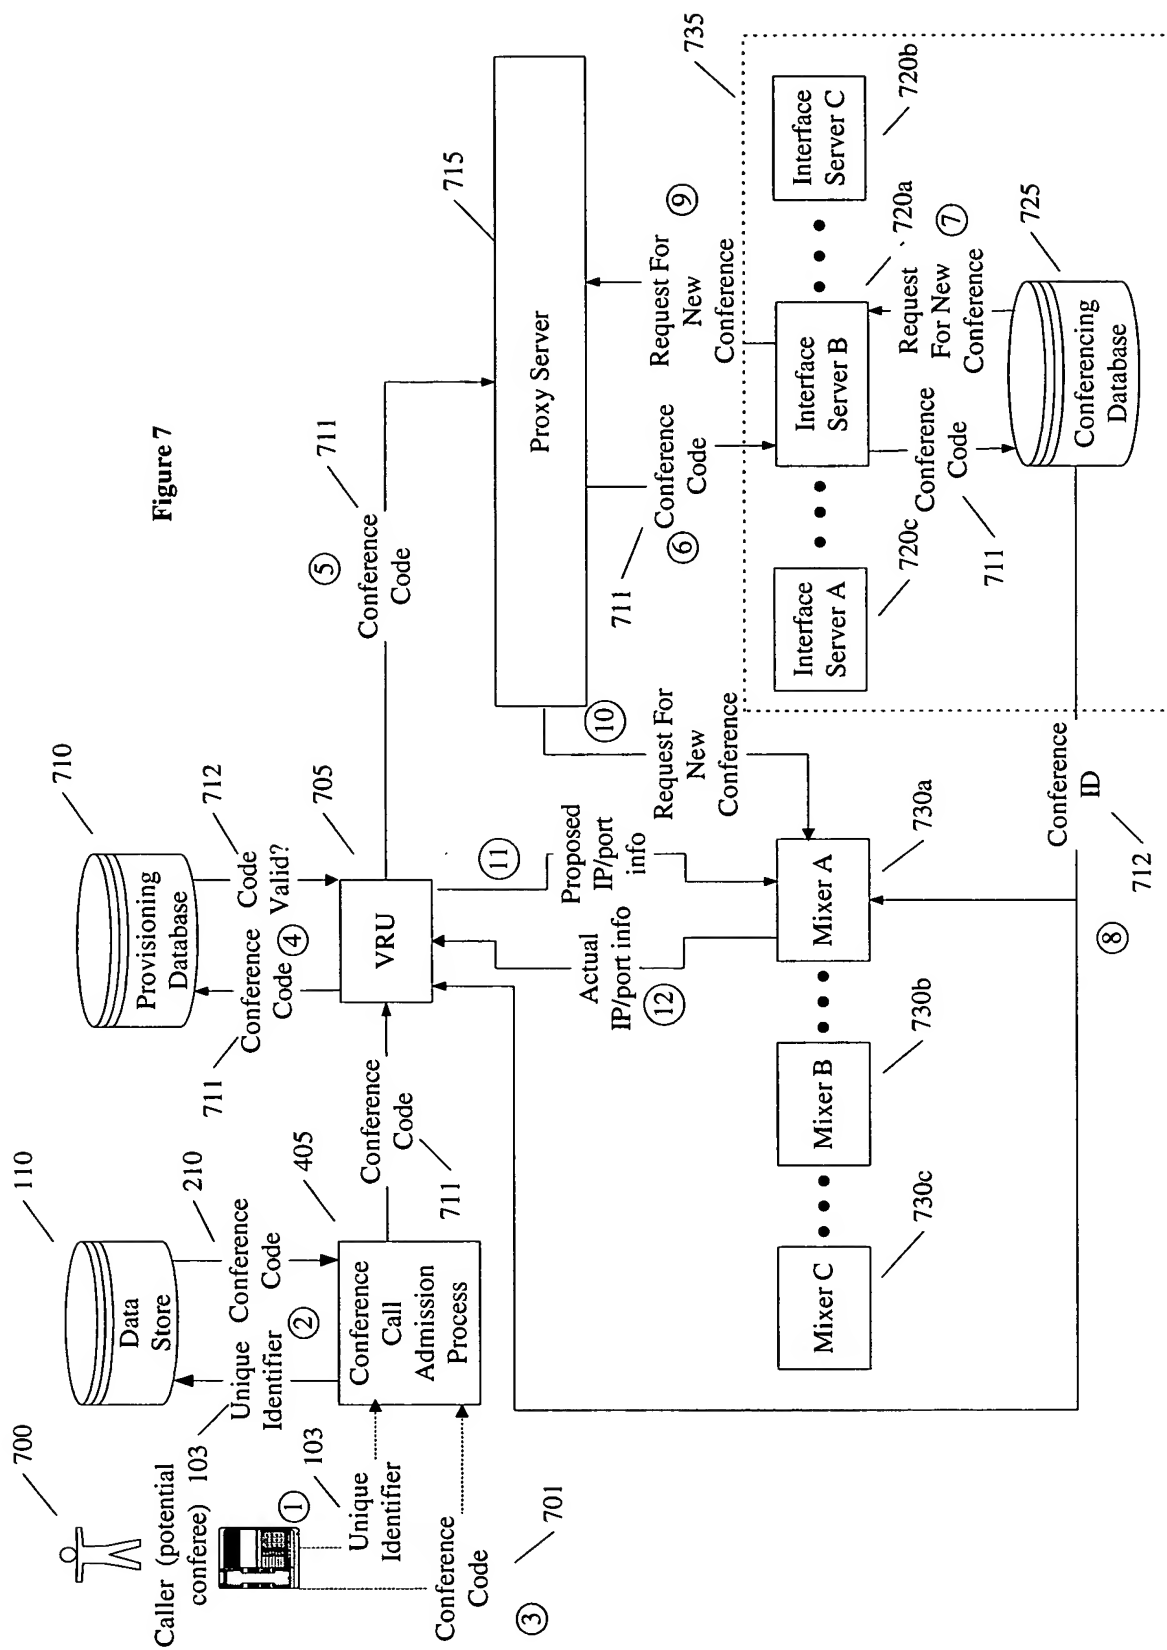 Figure 7
700
Caller (potential
conferee)
103
①
103
Unique
Identifier
Conference
Code
701
③
110
Data
Store
Unique
Identifier
②
Conference
Code
210
Conference
Call
Admission
Process
405
Conference
Code
711
710
Provisioning
Database
711
Conference
Code
④
Code
Valid?
712
VRU
705
⑤
Conference
Code
711
Proxy Server
715
711
Conference
Code
⑥
Request For
New
Conference
⑨
735
⑩
Request For
New
Conference
⑪
Proposed
IP/port
info
Actual
IP/port info
⑫
Mixer C
730c
Mixer B
730b
Mixer A
730a
Interface
Server A
720c
Interface
Server B
720a
Interface
Server C
720b
Conference
Code
711
Request
For New
Conference
⑦
Conferencing
Database
725
Conference
ID
712
⑧